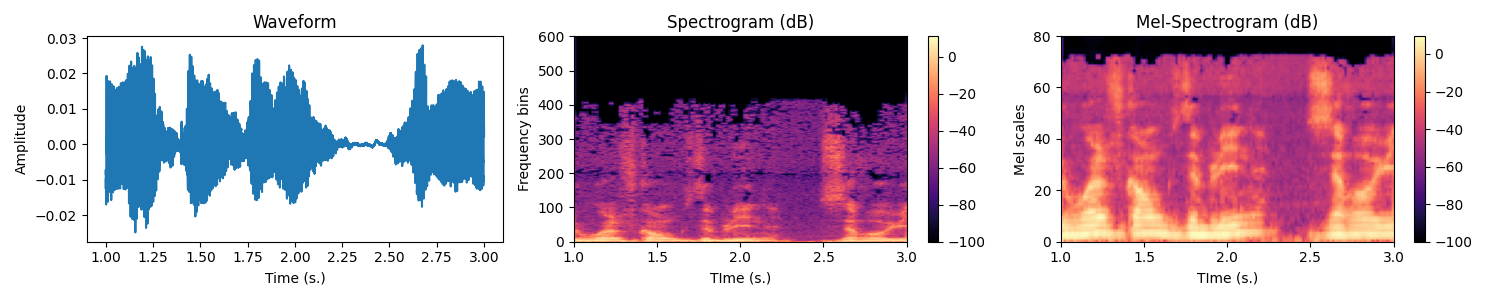 Waveform
Amplitude
0.03
0.02
0.01
0.00
−0.01
−0.02
1.00 1.25 1.50 1.75 2.00 2.25 2.50 2.75 3.00
Time (s.)
Spectrogram (dB)
Frequency bins
600
500
400
300
200
100
0
1.0 1.5 2.0 2.5 3.0
TIme (s.)
0
−20
−40
−60
−80
−100
Mel-Spectrogram (dB)
Mel scales
80
60
40
20
0
1.0 1.5 2.0 2.5 3.0
TIme (s.)
0
−20
−40
−60
−80
−100